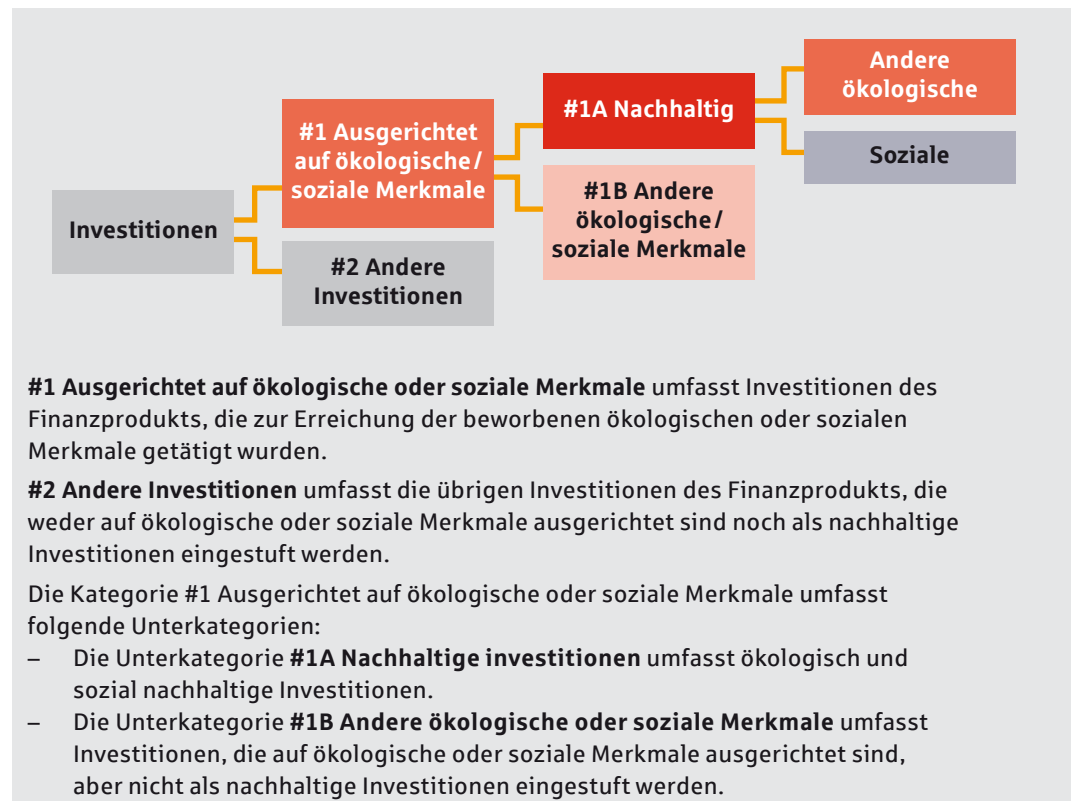 Andere
ökologische
#1A Nachhaltig
#1 Ausgerichtet
auf ökologische/
soziale Merkmale
Soziale
#1B Andere
ökologische/
soziale Merkmale
Investitionen
#2 Andere
Investitionen
#1 Ausgerichtet auf ökologische oder soziale Merkmale umfasst Investitionen des
Finanzprodukts, die zur Erreichung der beworbenen ökologischen oder sozialen
Merkmale getätigt wurden.
#2 Andere Investitionen umfasst die übrigen Investitionen des Finanzprodukts, die
weder auf ökologische oder soziale Merkmale ausgerichtet sind noch als nachhaltige
Investitionen eingestuft werden.
Die Kategorie #1 Ausgerichtet auf ökologische oder soziale Merkmale umfasst
folgende Unterkategorien:
– Die Unterkategorie #1A Nachhaltige investitionen umfasst ökologisch und
sozial nachhaltige Investitionen.
– Die Unterkategorie #1B Andere ökologische oder soziale Merkmale umfasst
Investitionen, die auf ökologische oder soziale Merkmale ausgerichtet sind,
aber nicht als nachhaltige Investitionen eingestuft werden.